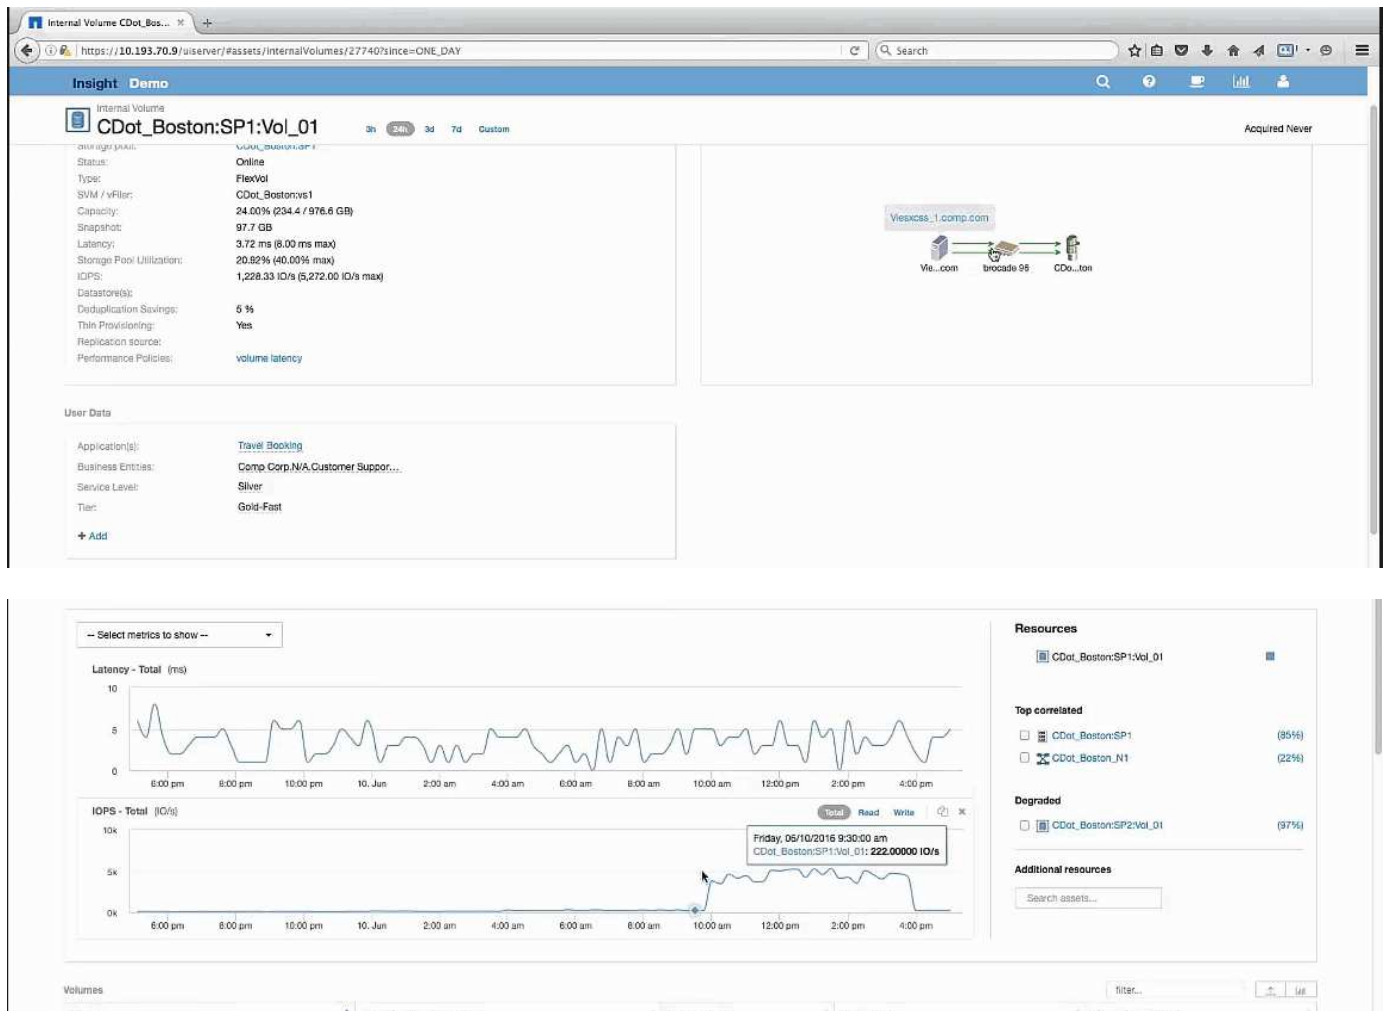 Internal Volume CDot_Bos... × +
https://10.193.70.9/uiserver/#assets/internalVolumes/27740?since=ONE_DAY
Search
Insight Demo
Internal Volume
CDot_Boston:SP1:Vol_01 3h 24h 3d 7d Custom
Acquired Never
Storage pool: CDot_Boston:SP1
Status: Online
Type: FlexVol
SVM / vFiler: CDot_Boston:vs1
Capacity: 24.00% (234.4 / 976.6 GB)
Snapshot: 97.7 GB
Latency: 3.72 ms (8.00 ms max)
Storage Pool Utilization: 20.82% (40.00% max)
IOPS: 1,228.33 IO/s (5,272.00 IO/s max)
Datastore(s):
Deduplication Savings: 5 %
Thin Provisioning: Yes
Replication source:
Performance Policies: volume latency
Viesxcss_1.comp.com
Vie...com brocade 96 CDo...ton
User Data
Application(s): Travel Booking
Business Entities: Comp Corp.N/A.Customer Suppor...
Service Level: Silver
Tier: Gold-Fast
+ Add
-- Select metrics to show --
Latency - Total (ms)
10
5
0
6:00 pm 8:00 pm 10:00 pm 10. Jun 2:00 am 4:00 am 6:00 am 8:00 am 10:00 am 12:00 pm 2:00 pm 4:00 pm
IOPS - Total (IO/s)
Total Read Write
10k
5k
0k
Friday, 06/10/2016 9:30:00 am
CDot_Boston:SP1:Vol_01: 222.00000 IO/s
6:00 pm 8:00 pm 10:00 pm 10. Jun 2:00 am 4:00 am 6:00 am 8:00 am 10:00 am 12:00 pm 2:00 pm 4:00 pm
Resources
CDot_Boston:SP1:Vol_01
Top correlated
CDot_Boston:SP1 (85%)
CDot_Boston_N1 (22%)
Degraded
CDot_Boston:SP2:Vol_01 (97%)
Additional resources
Search assets...
Volumes
filter...